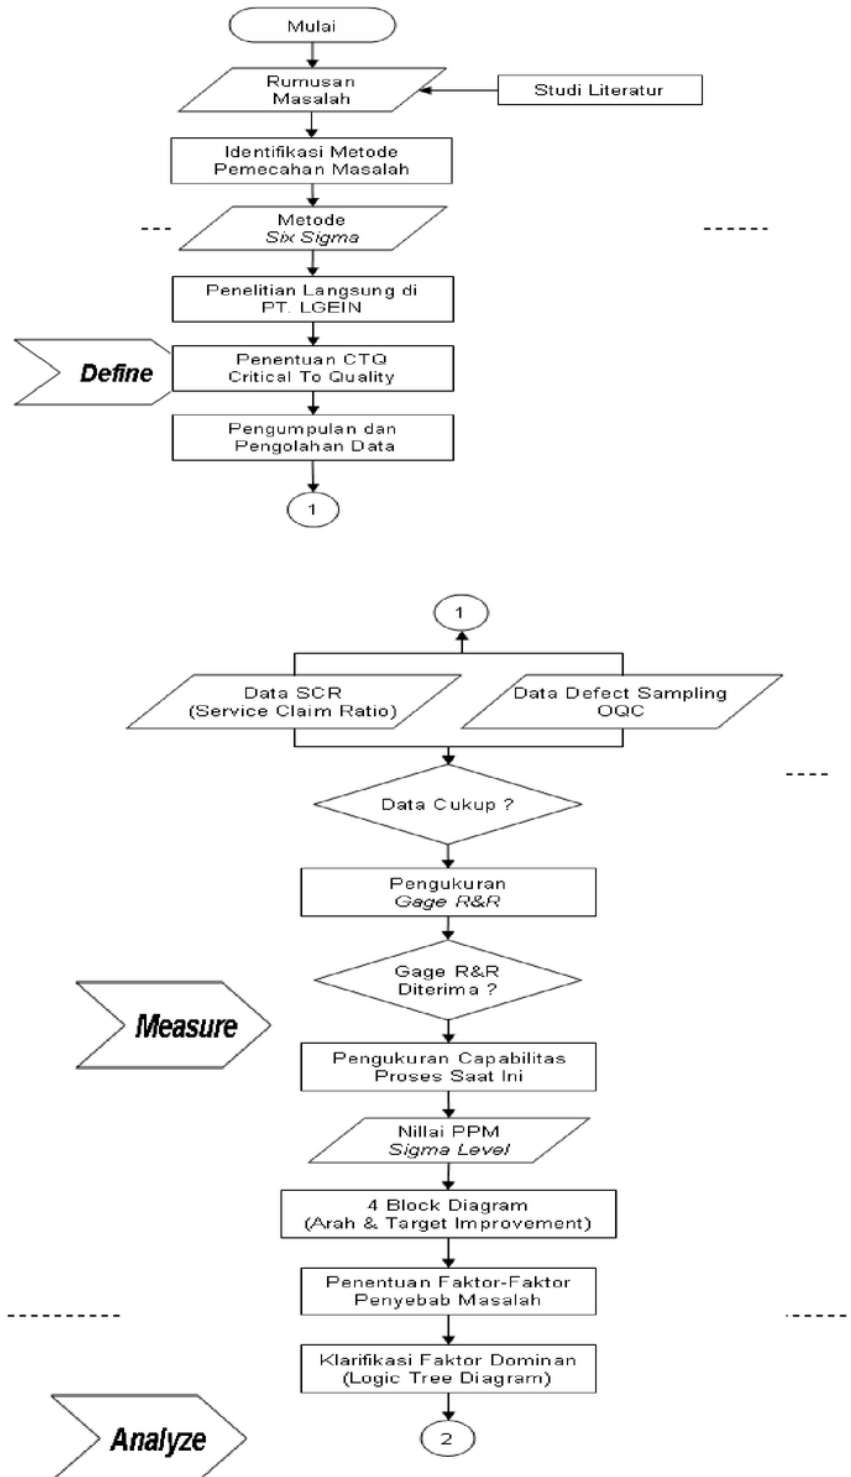 Mulai
Rumusan
Masalah
Studi Literatur
Identifikasi Metode
Pemecahan Masalah
Metode
Six Sigma
Penelitian Langsung di
PT. LGEIN
Define
Penentuan CTQ
Critical To Quality
Pengumpulan dan
Pengolahan Data
1
1
Data SCR
(Service Claim Ratio)
Data Defect Sampling
OQC
Data Cukup ?
Pengukuran
Gage R&R
Gage R&R
Diterima ?
Measure
Pengukuran Capabilitas
Proses Saat Ini
Nillai PPM
Sigma Level
4 Block Diagram
(Arah & Target Improvement)
Penentuan Faktor-Faktor
Penyebab Masalah
Klarifikasi Faktor Dominan
(Logic Tree Diagram)
Analyze
2